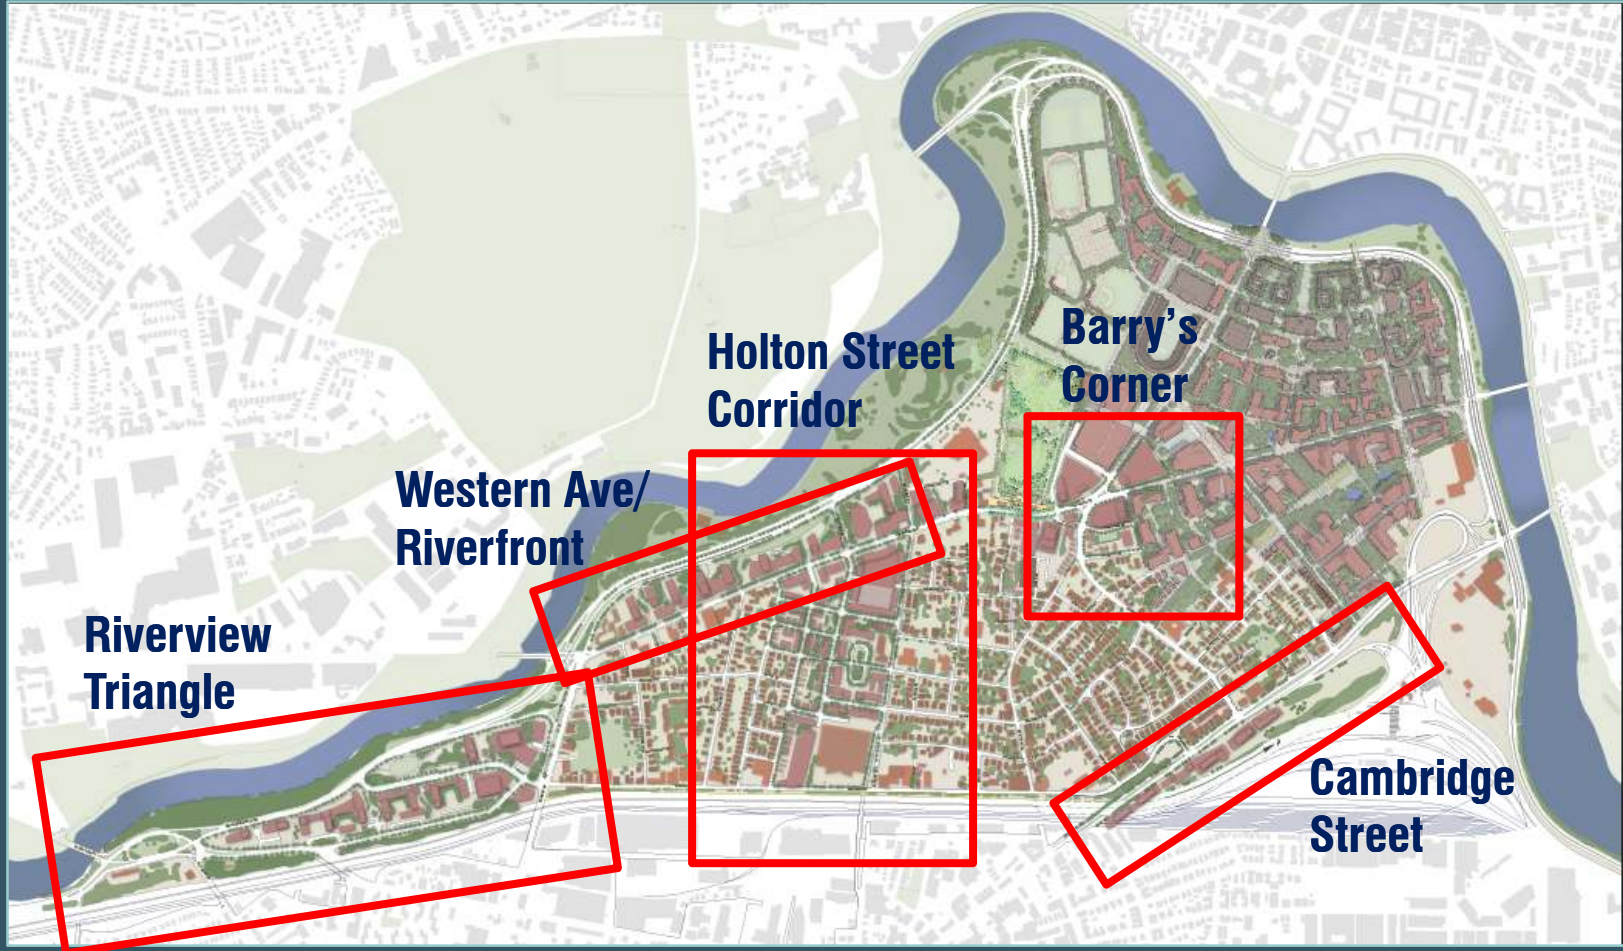 Barry’s
Corner
Holton Street
Corridor
Western Ave/
Riverfront
Riverview
Triangle
Cambridge
Street